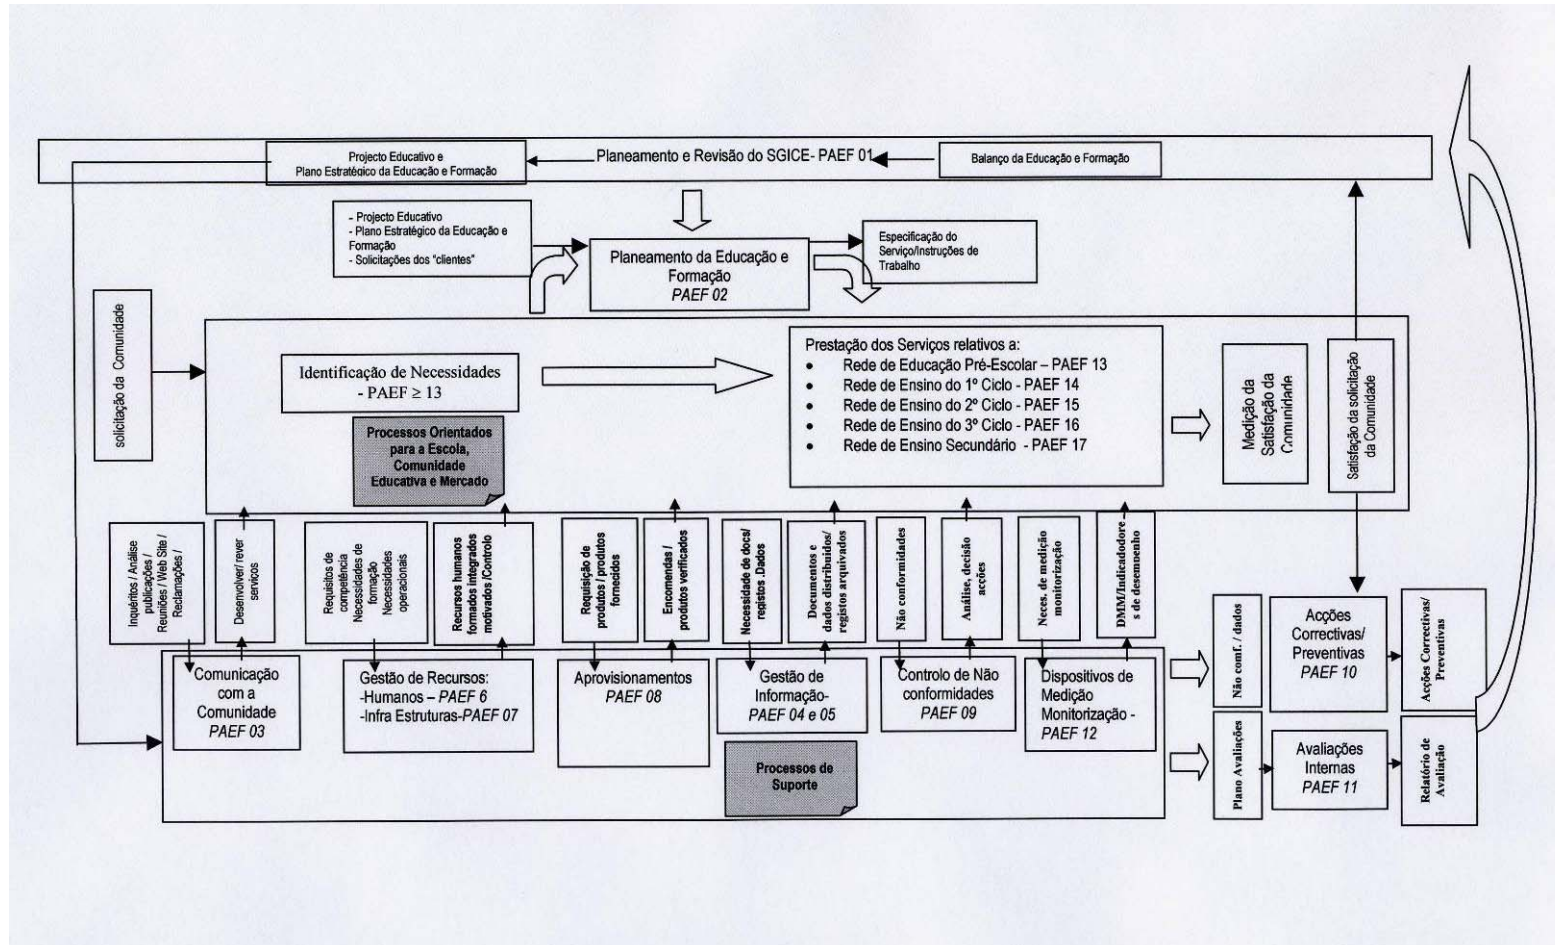 Projecto Educativo e
Plano Estratégico da Educação e Formação
Planeamento e Revisão do SGICE- PAEF 01
Balanço da Educação e Formação
- Projecto Educativo
- Plano Estratégico da Educação e
Formação
- Solicitações dos "clientes"
Planeamento da Educação e
Formação
PAEF 02
Especificação do
Serviço/Instruções de
Trabalho
solicitação da Comunidade
Identificação de Necessidades
- PAEF ≥ 13
Processos Orientados
para a Escola,
Comunidade
Educativa e Mercado
Prestação dos Serviços relativos a:
• Rede de Educação Pré-Escolar – PAEF 13
• Rede de Ensino do 1º Ciclo - PAEF 14
• Rede de Ensino do 2º Ciclo - PAEF 15
• Rede de Ensino do 3º Ciclo - PAEF 16
• Rede de Ensino Secundário - PAEF 17
Medição da
Satisfação da
Comunidade
Satisfação da solicitação
da Comunidade
Inquéritos / Análise
publicações /
Reuniões / Web Site /
Reclamações /
Desenvolver/ rever
serviços
Requisitos de
competência
Necessidades de
formação
Necessidades
operacionais
Recursos humanos
formados integrados
motivados /Controlo
Requisição de
produtos / produtos
fornecidos
Encomendas /
produtos verificados
Necessidade de docs/
registos .Dados
Documentos e
dados distribuídos/
registos arquivados
Não conformidades
Análise, decisão
acções
Neces. de medição
monitorização
DMM/Indicadodore
s de desempenho
Comunicação
com a
Comunidade
PAEF 03
Gestão de Recursos:
-Humanos – PAEF 6
-Infra Estruturas-PAEF 07
Aprovisionamentos
PAEF 08
Gestão de
Informação-
PAEF 04 e 05
Controlo de Não
conformidades
PAEF 09
Dispositivos de
Medição
Monitorização -
PAEF 12
Processos de
Suporte
Não comf. / dados
Acções
Correctivas/
Preventivas
PAEF 10
Acções Correctivas/
Preventivas
Plano Avaliações
Avaliações
Internas
PAEF 11
Relatório de
Avaliação